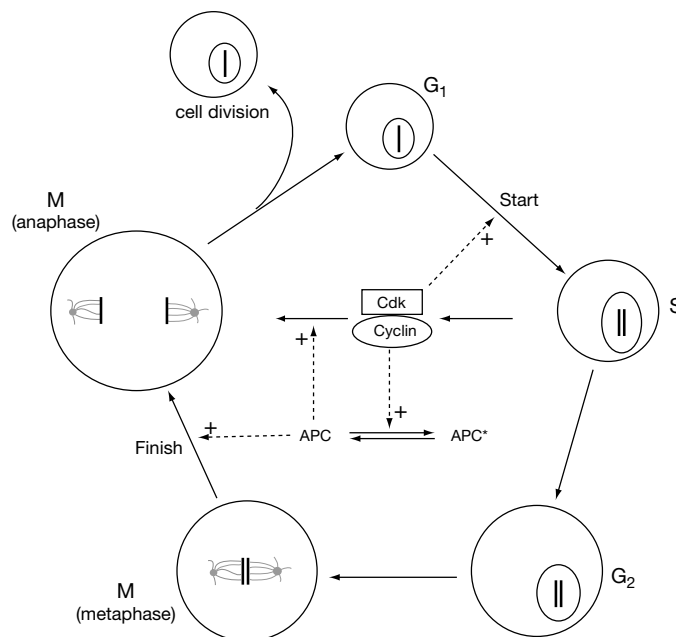 cell division
G1
Start
M
(anaphase)
+
Cdk
S
Cyclin
+
+
+
APC
APC*
Finish
G2
M
(metaphase)